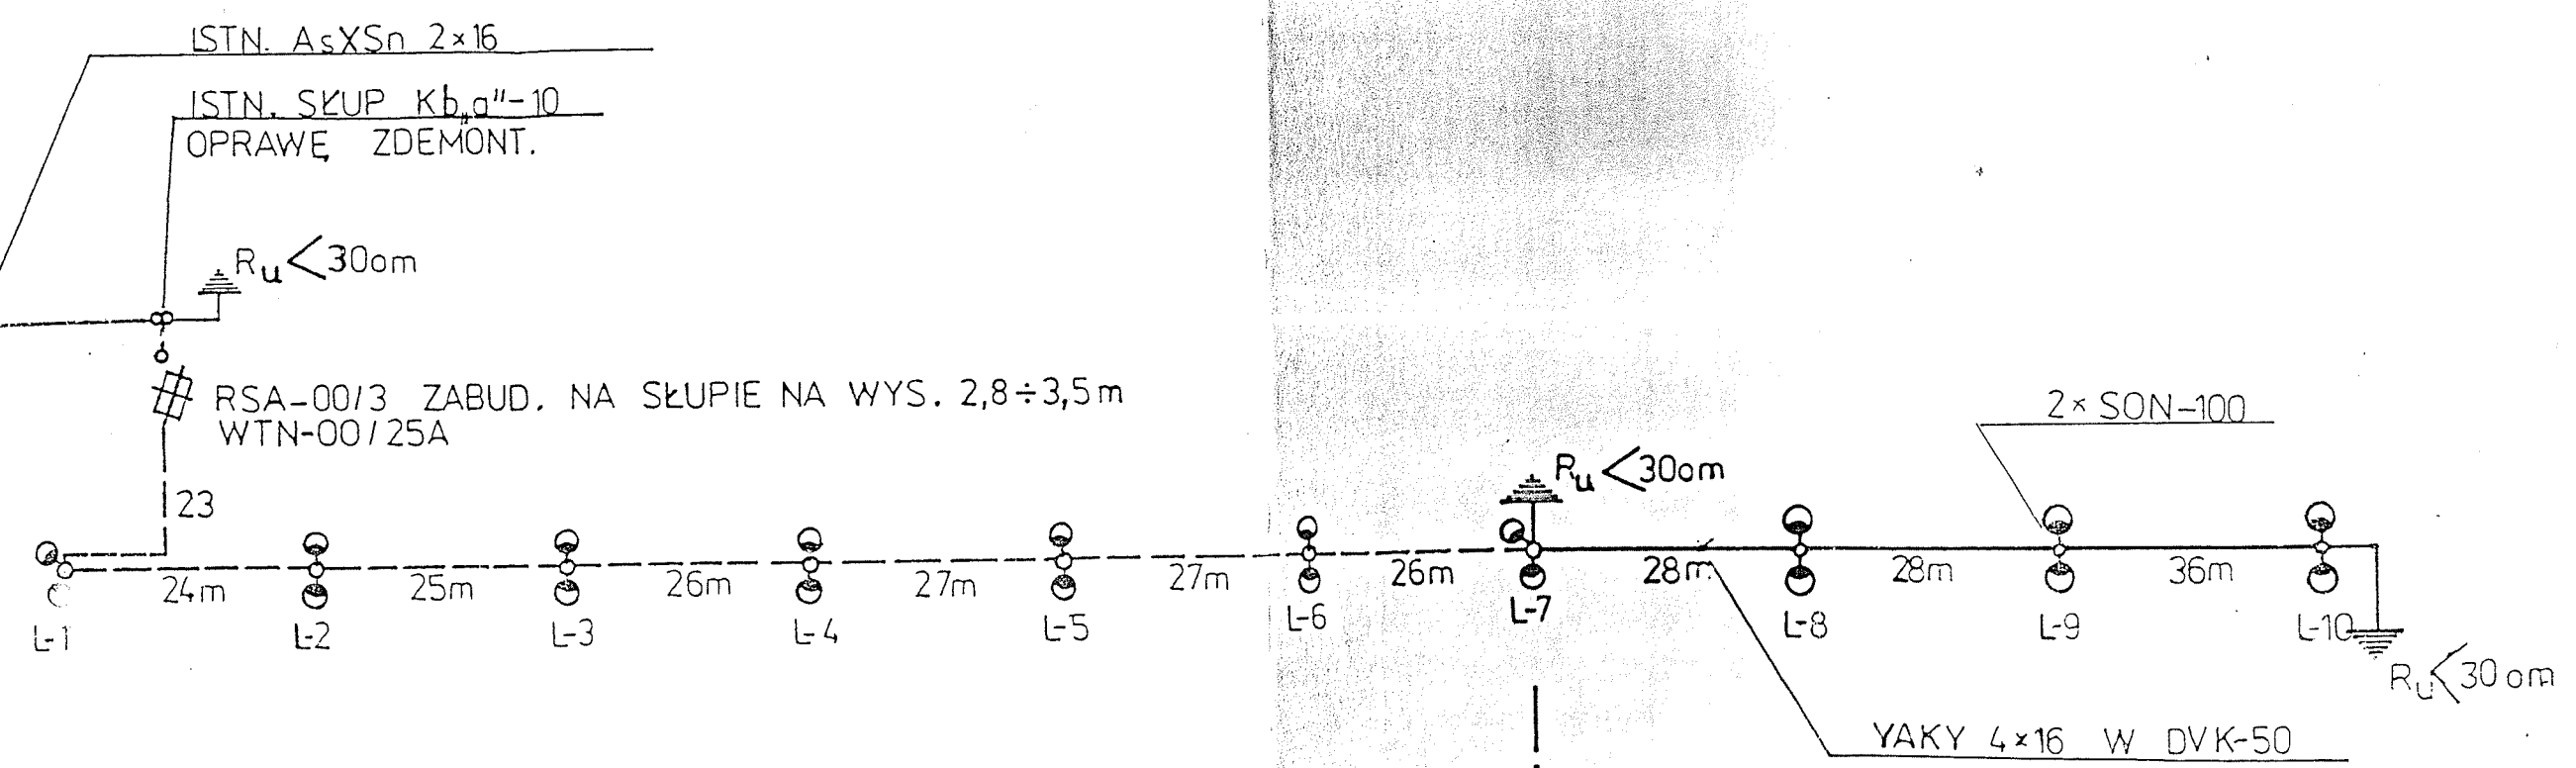 ISTN. AsXSn 2×16
ISTN. SŁUP Kb„a"-10
OPRAWĘ ZDEMONT.
Ru <30om
RSA-00/3 ZABUD. NA SŁUPIE NA WYS. 2,8÷3,5m
WTN-00/25A
23
2× SON-100
Ru <30om
24m
25m
26m
27m
27m
26m
28m
28m
36m
L-1
L-2
L-3
L-4
L-5
L-6
L-7
L-8
L-9
L-10
Ru <30om
YAKY 4×16 W DVK-50